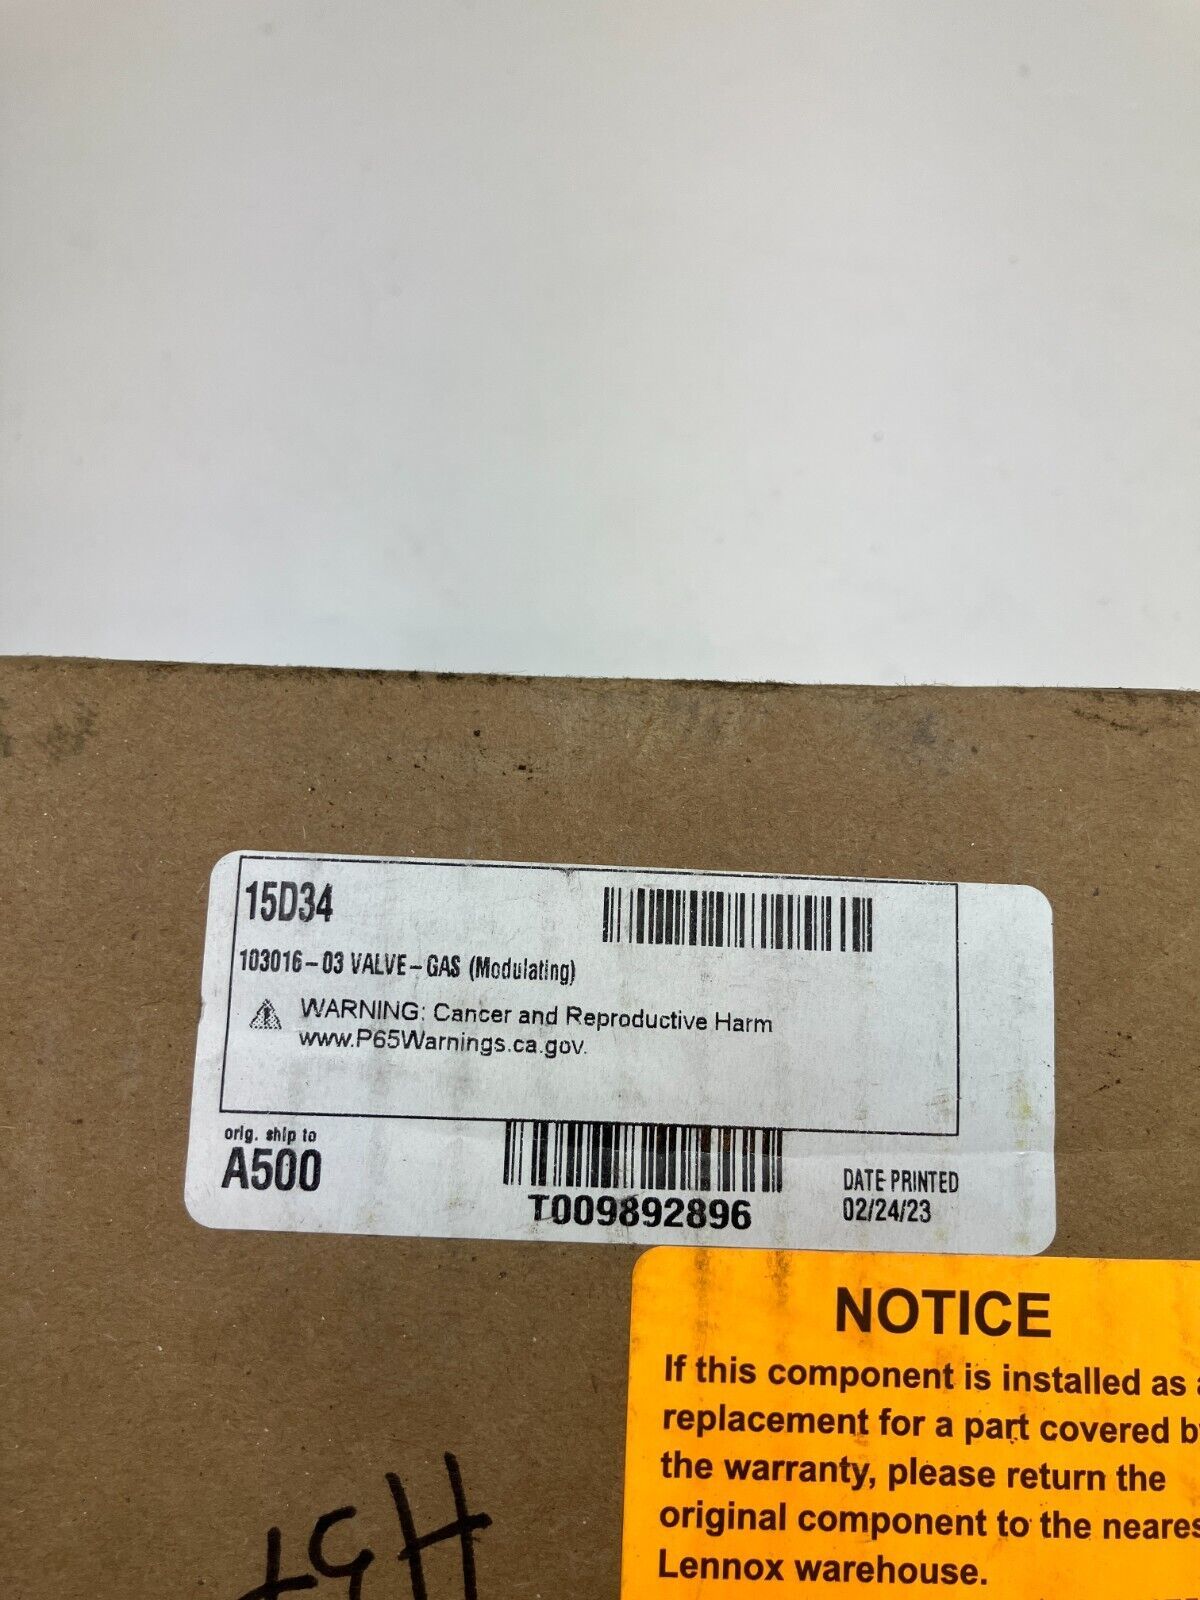 15D34
103016-03 VALVE-GAS (Modulating)
WARNING: Cancer and Reproductive Harm
www.P65Warnings.ca.gov.
orig. ship to
A500
T009892896
DATE PRINTED
02/24/23
NOTICE
If this component is installed as a
replacement for a part covered by
the warranty, please return the
original component to the neares
Lennox warehouse.